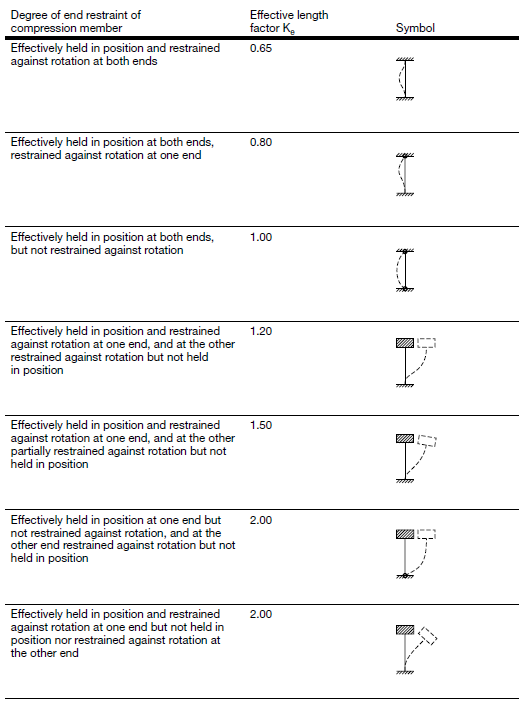 Degree of end restraint of
compression member
Effective length
factor Ke
Symbol
Effectively held in position and restrained
against rotation at both ends
0.65
Effectively held in position at both ends,
restrained against rotation at one end
0.80
Effectively held in position at both ends,
but not restrained against rotation
1.00
Effectively held in position and restrained
against rotation at one end, and at the other
restrained against rotation but not held
in position
1.20
Effectively held in position and restrained
against rotation at one end, and at the other
partially restrained against rotation but not
held in position
1.50
Effectively held in position at one end but
not restrained against rotation, and at the
other end restrained against rotation but not
held in position
2.00
Effectively held in position and restrained
against rotation at one end but not held in
position nor restrained against rotation at
the other end
2.00